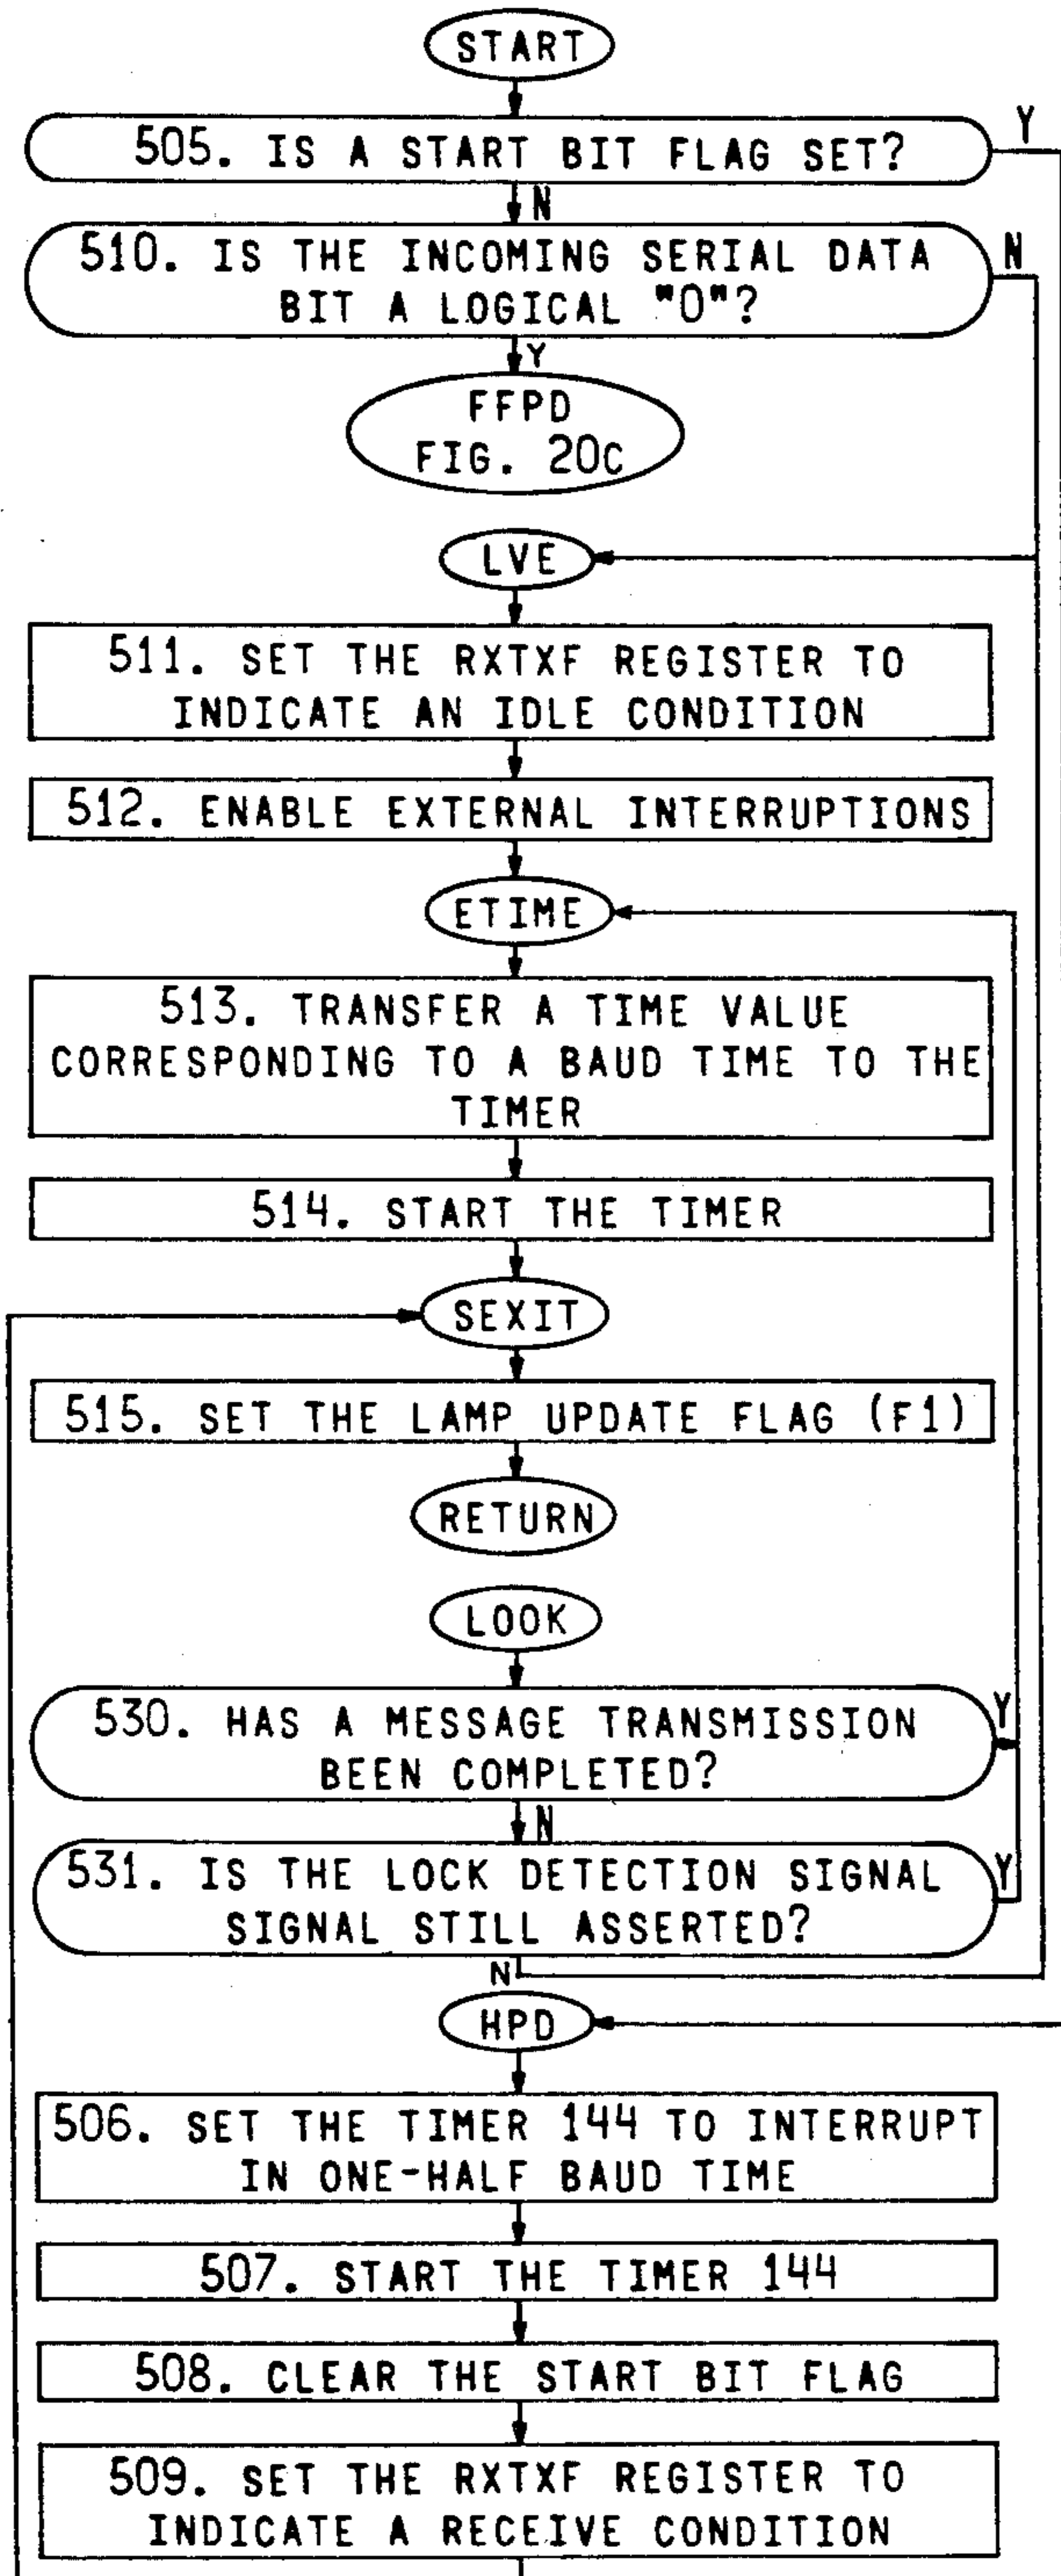 START
505. IS A START BIT FLAG SET?
Y
N
510. IS THE INCOMING SERIAL DATA
BIT A LOGICAL "0"?
N
Y
FFPD
FIG. 20C
LVE
511. SET THE RXTXF REGISTER TO
INDICATE AN IDLE CONDITION
512. ENABLE EXTERNAL INTERRUPTIONS
ETIME
513. TRANSFER A TIME VALUE
CORRESPONDING TO A BAUD TIME TO THE
TIMER
514. START THE TIMER
SEXIT
515. SET THE LAMP UPDATE FLAG (F1)
RETURN
LOOK
530. HAS A MESSAGE TRANSMISSION
BEEN COMPLETED?
Y
N
531. IS THE LOCK DETECTION SIGNAL
SIGNAL STILL ASSERTED?
Y
N
HPD
506. SET THE TIMER 144 TO INTERRUPT
IN ONE-HALF BAUD TIME
507. START THE TIMER 144
508. CLEAR THE START BIT FLAG
509. SET THE RXTXF REGISTER TO
INDICATE A RECEIVE CONDITION